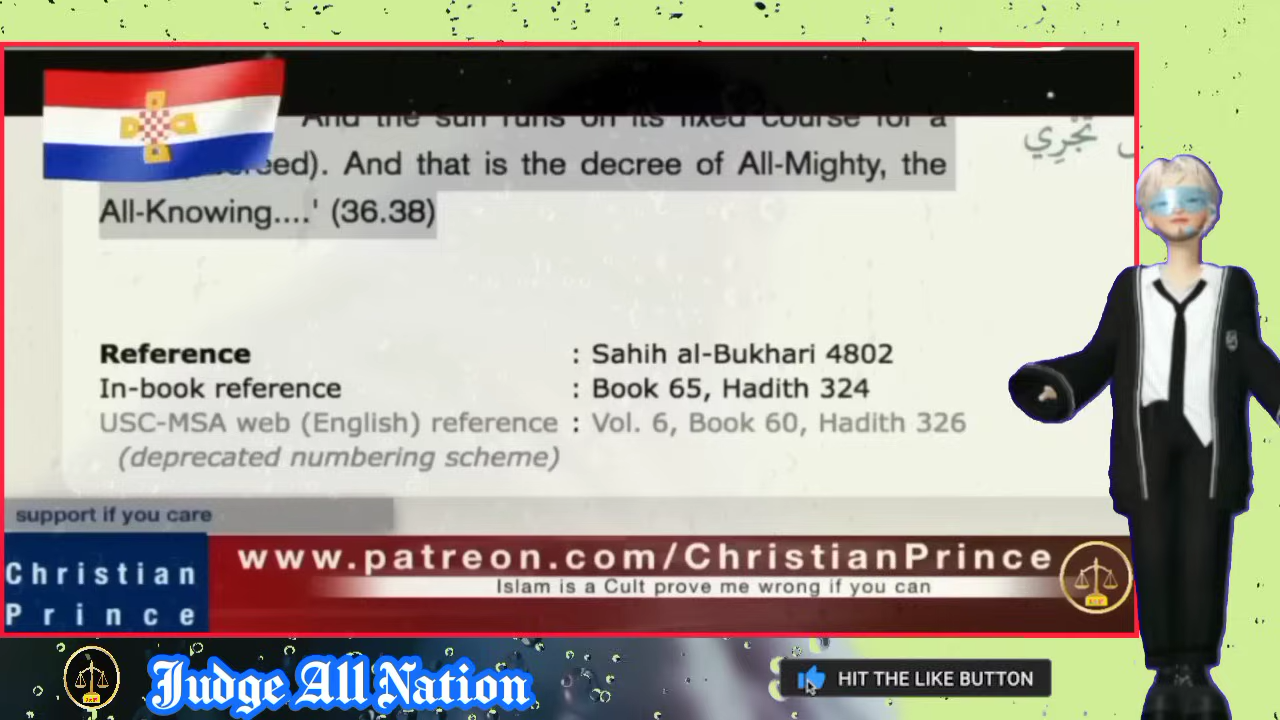 And the sun runs on its fixed course for a تَجْرِي
eed). And that is the decree of All-Mighty, the
All-Knowing....' (36.38)
Reference : Sahih al-Bukhari 4802
In-book reference : Book 65, Hadith 324
USC-MSA web (English) reference : Vol. 6, Book 60, Hadith 326
(deprecated numbering scheme)
support if you care
Christian
Prince
www.patreon.com/ChristianPrince
Islam is a Cult prove me wrong if you can
Judge All Nation
HIT THE LIKE BUTTON